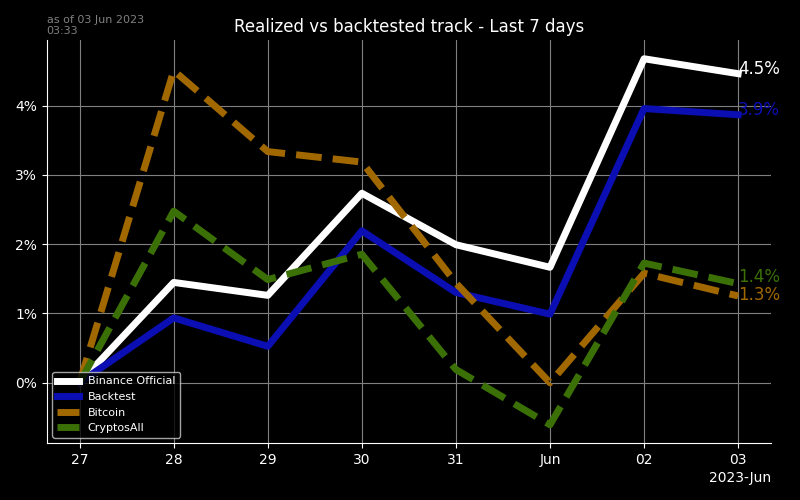 as of 03 Jun 2023
03:33
Realized vs backtested track - Last 7 days
4.5%
3.9%
4%
3%
2%
1.4%
1.3%
1%
0%
Binance Official
Backtest
Bitcoin
CryptosAll
27 28 29 30 31 Jun 02 03
2023-Jun